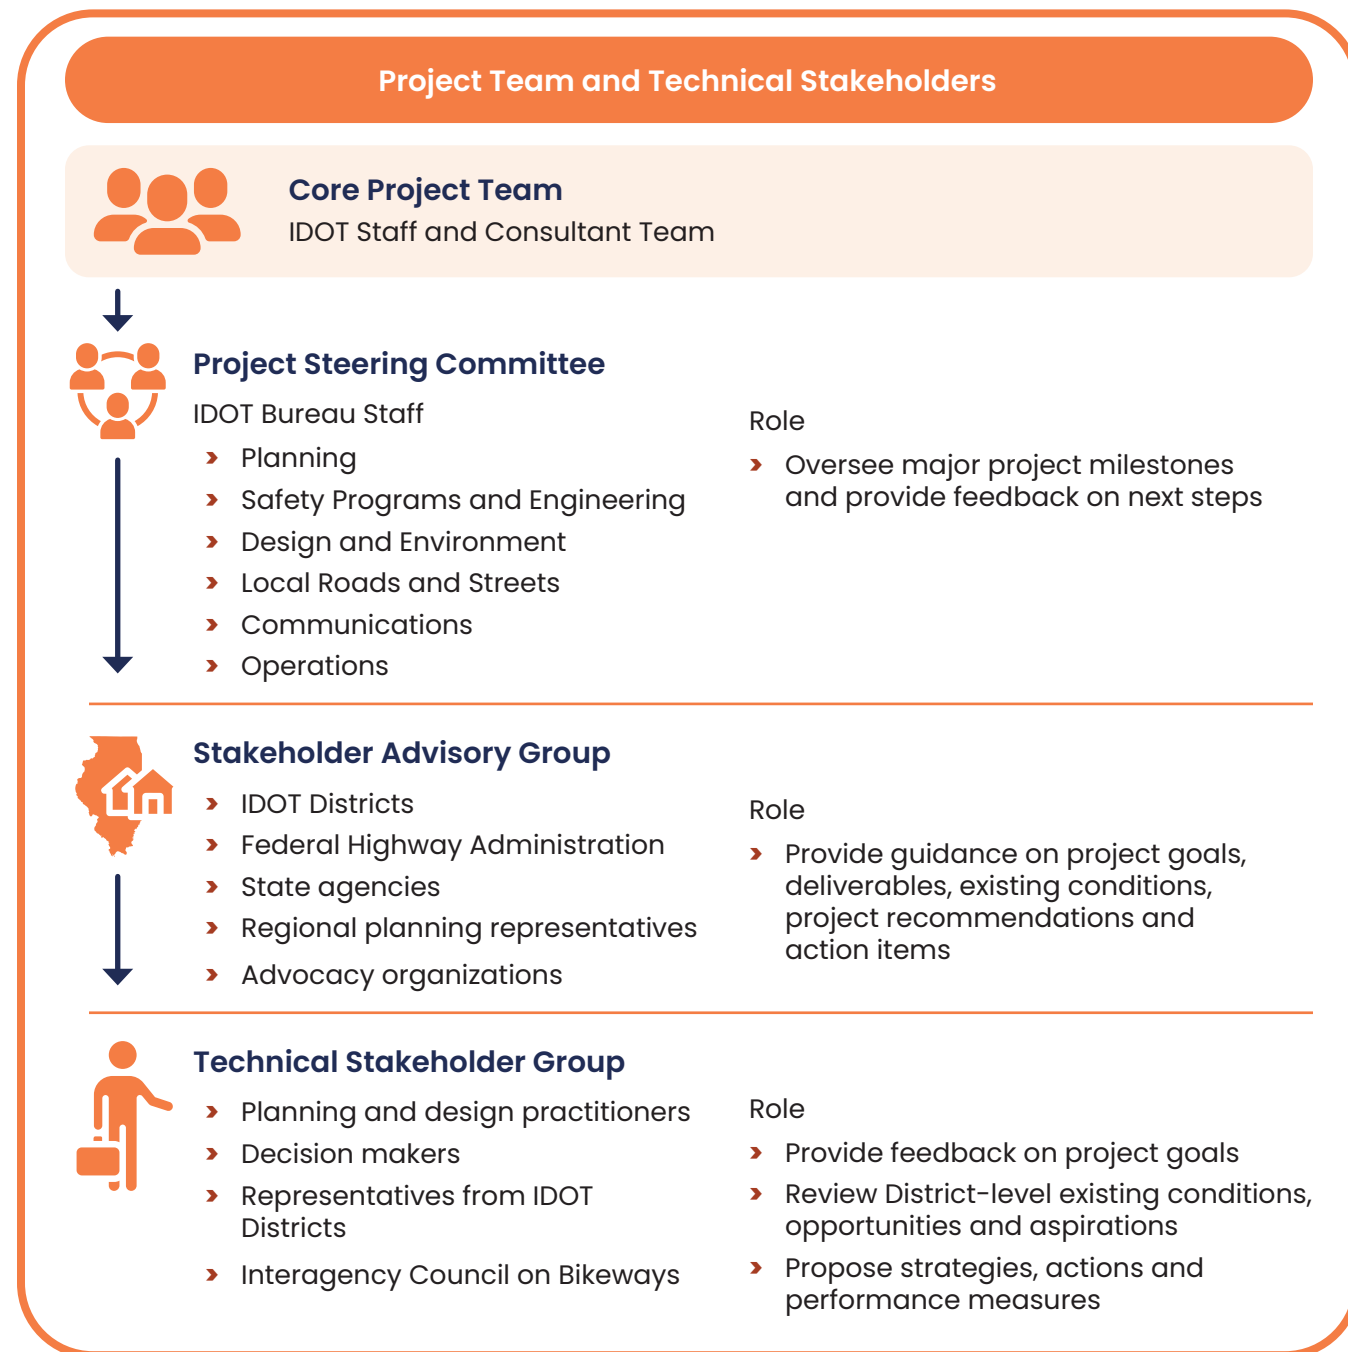 Project Team and Technical Stakeholders
Core Project Team
IDOT Staff and Consultant Team
Project Steering Committee
IDOT Bureau Staff
Planning
Safety Programs and Engineering
Design and Environment
Local Roads and Streets
Communications
Operations
Role
Oversee major project milestones
and provide feedback on next steps
Stakeholder Advisory Group
IDOT Districts
Federal Highway Administration
State agencies
Regional planning representatives
Advocacy organizations
Role
Provide guidance on project goals,
deliverables, existing conditions,
project recommendations and
action items
Technical Stakeholder Group
Planning and design practitioners
Decision makers
Representatives from IDOT
Districts
Interagency Council on Bikeways
Role
Provide feedback on project goals
Review District-level existing conditions,
opportunities and aspirations
Propose strategies, actions and
performance measures